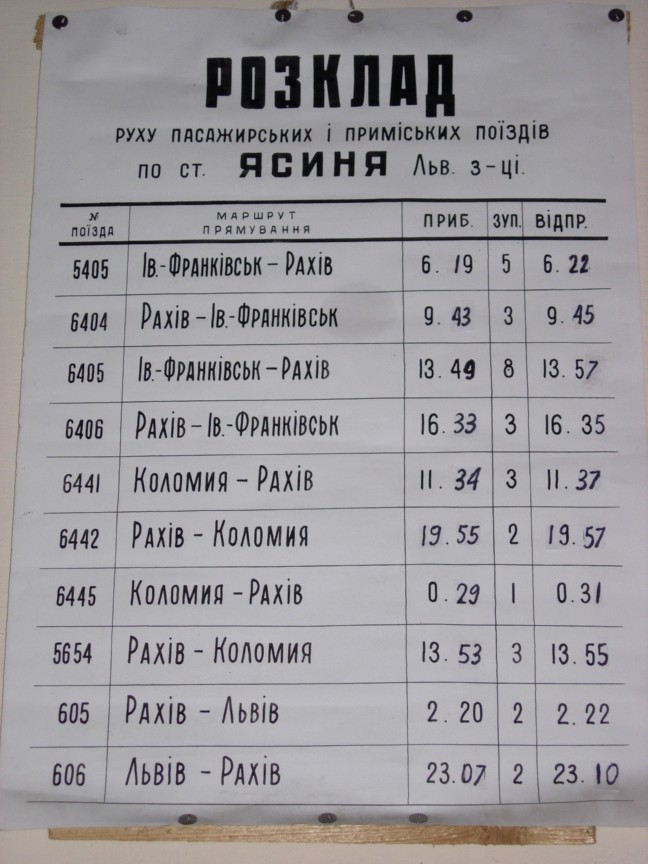 РОЗКЛАД
РУХУ ПАСАЖИРСЬКИХ І ПРИМІСЬКИХ ПОЇЗДІВ
ПО СТ. ЯСИНЯ ЛЬВ. З-ЦІ.
№ ПОЇЗДА МАРШРУТ ПРЯМУВАННЯ ПРИБ. ЗУП. ВІДПР.
5405 ІВ.-ФРАНКІВСЬК – РАХІВ 6. 19 5 6. 22
6404 РАХІВ – ІВ.-ФРАНКІВСЬК 9. 43 3 9. 45
6405 ІВ.-ФРАНКІВСЬК – РАХІВ 13. 49 8 13. 57
6406 РАХІВ – ІВ.-ФРАНКІВСЬК 16. 33 3 16. 35
6441 КОЛОМИЯ – РАХІВ 11. 34 3 11. 37
6442 РАХІВ – КОЛОМИЯ 19. 55 2 19. 57
6445 КОЛОМИЯ – РАХІВ 0. 29 1 0. 31
5654 РАХІВ – КОЛОМИЯ 13. 53 3 13. 55
605 РАХІВ – ЛЬВІВ 2. 20 2 2. 22
606 ЛЬВІВ – РАХІВ 23. 07 2 23. 10